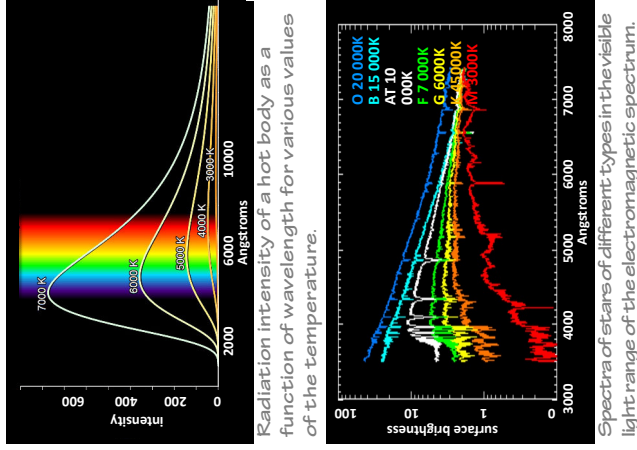 600
400
200
0
intensity
7000 K
6000 K
5000 K
4000 K
3000 K
2000
6000
10000
Angstroms
Radiation intensity of a hot body as a
function of wavelength for various values
of the temperature.
100
10
1
0
surface brightness
O 20 000K
B 15 000K
AT 10
000K
F 7 000K
G 6000K
K 5 000K
M 3000K
3000
4000
5000
6000
7000
8000
Angstroms
Spectra of stars of different types in the visible
light range of the electromagnetic spectrum.